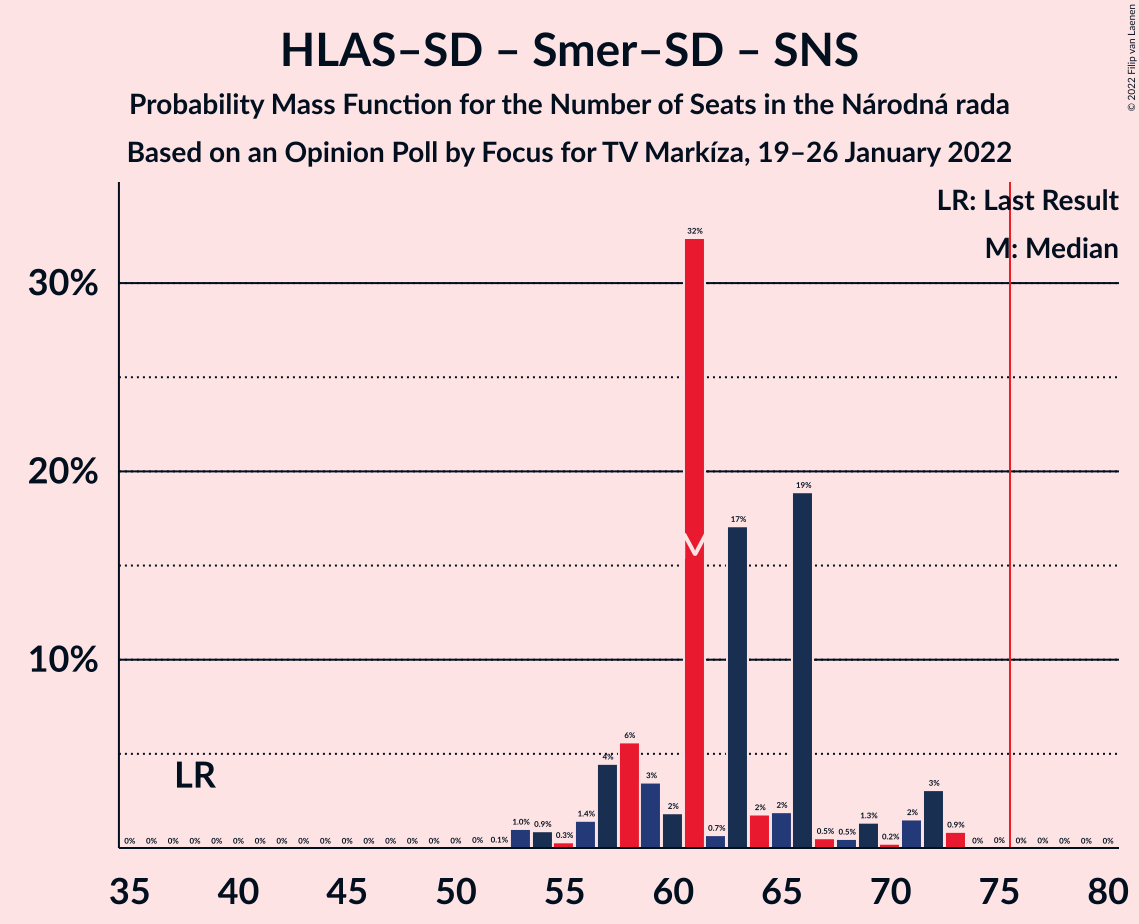 HLAS–SD – Smer–SD – SNS
Probability Mass Function for the Number of Seats in the Národná rada
Based on an Opinion Poll by Focus for TV Markíza, 19–26 January 2022
© 2022 Filip van Laenen
LR: Last Result
M: Median
30%
20%
10%
LR
M
0% 0% 0% 0% 0% 0% 0% 0% 0% 0% 0% 0% 0% 0% 0% 0% 0% 0.1% 1.0% 0.9% 0.3% 1.4% 4% 6% 3% 2% 32% 0.7% 17% 2% 2% 19% 0.5% 0.5% 1.3% 0.2% 2% 3% 0.9% 0% 0% 0% 0% 0% 0% 0%
35 40 45 50 55 60 65 70 75 80